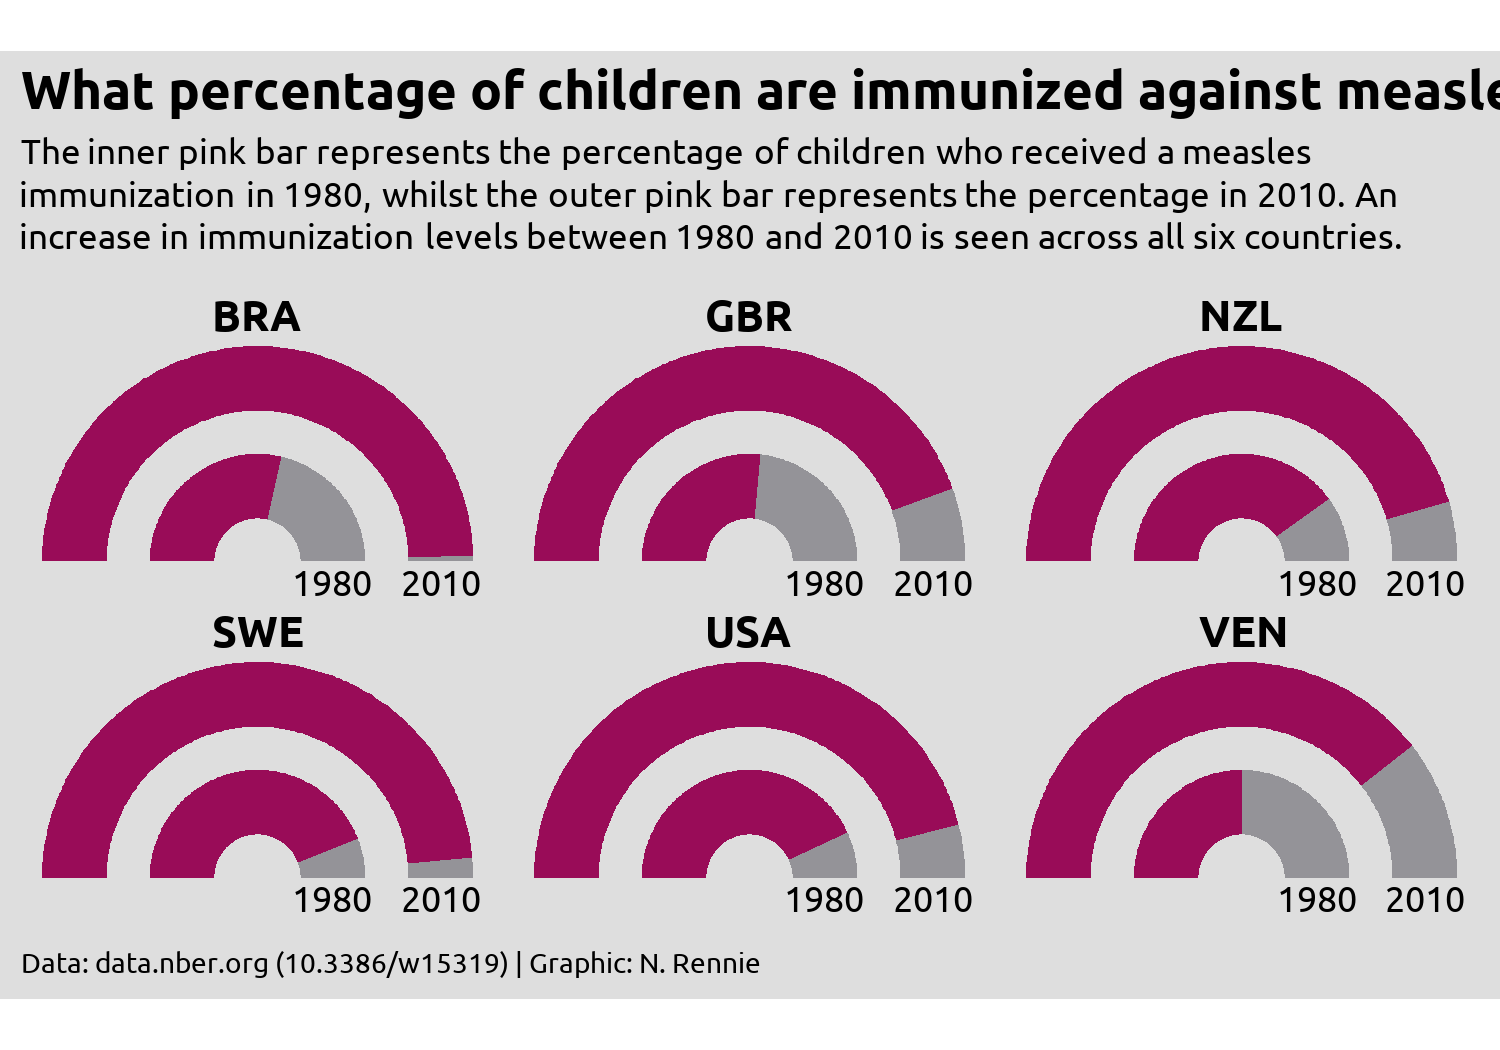 What percentage of children are immunized against measle
The inner pink bar represents the percentage of children who received a measles
immunization in 1980, whilst the outer pink bar represents the percentage in 2010. An
increase in immunization levels between 1980 and 2010 is seen across all six countries.
BRA GBR NZL
1980 2010 1980 2010 1980 2010
SWE USA VEN
1980 2010 1980 2010 1980 2010
Data: data.nber.org (10.3386/w15319) | Graphic: N. Rennie